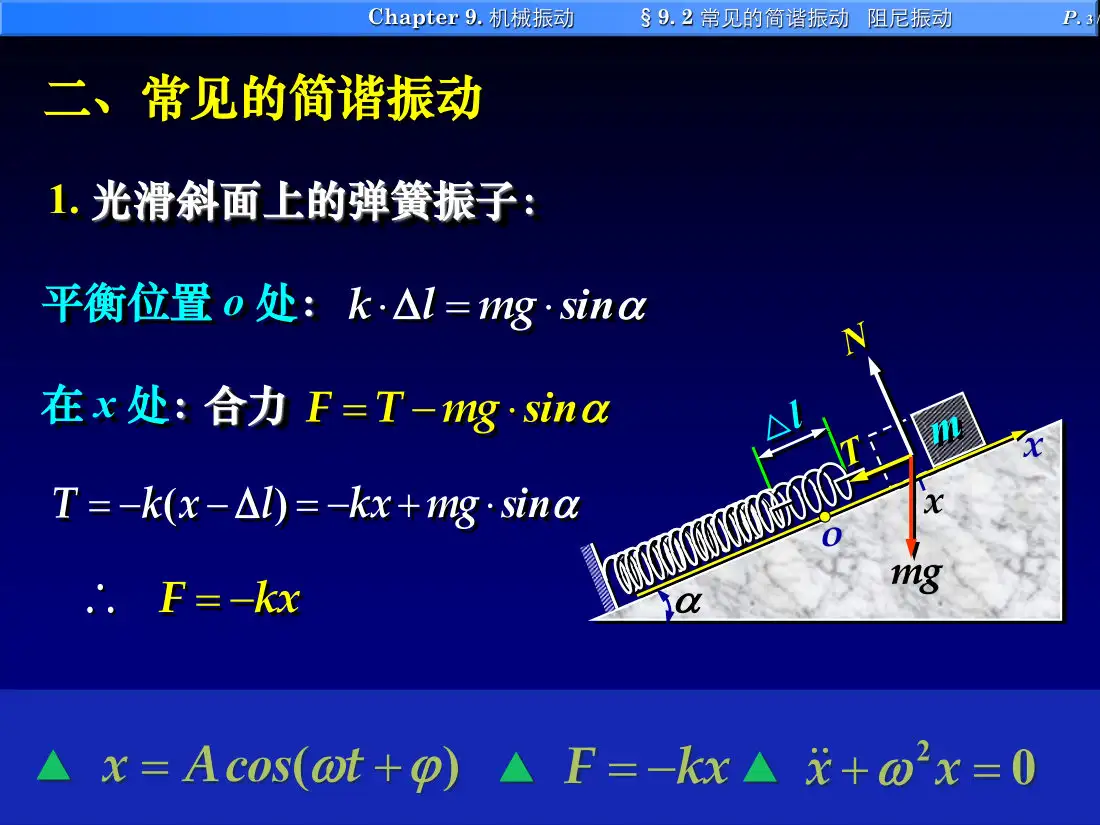 Chapter 9. 机械振动 § 9. 2 常见的简谐振动 阻尼振动 P. 3/
二、常见的简谐振动
1. 光滑斜面上的弹簧振子：
平衡位置 o 处： k · Δl = mg · sinα
在 x 处：合力 F = T − mg · sinα
T = −k(x − Δl) = −kx + mg · sinα
∴ F = −kx
N
△l
T
m
x
x
o
mg
α
▲ x = A cos(ωt + φ) ▲ F = −kx ▲ ẍ + ω² x = 0